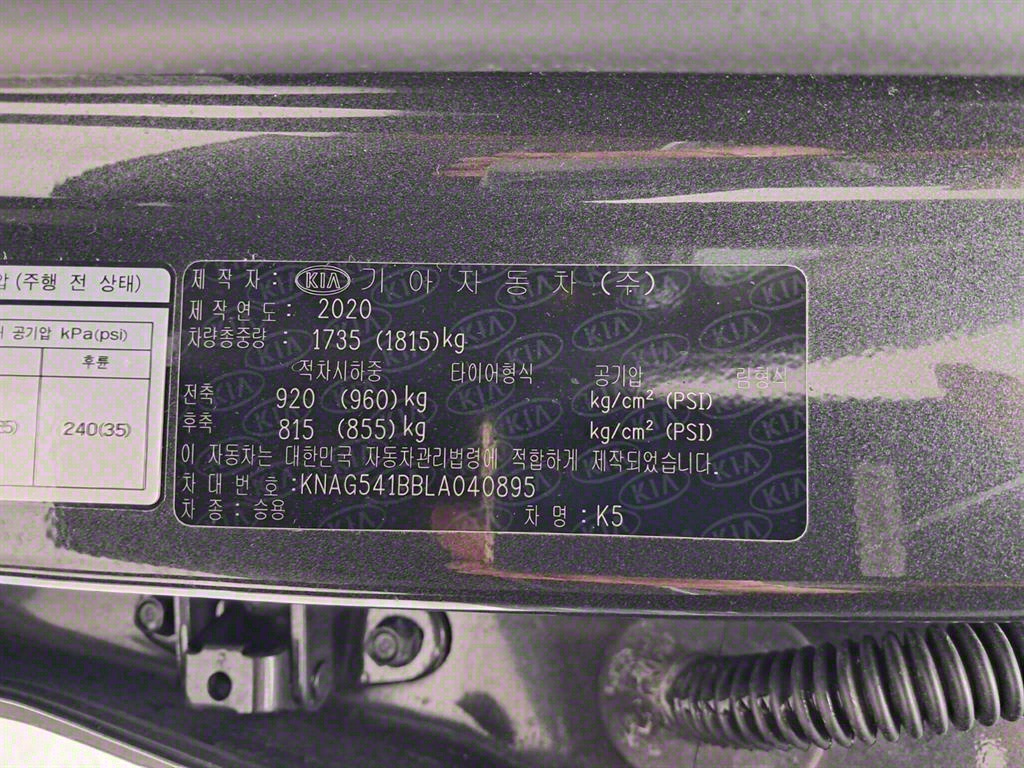 압 (주행 전 상태)
공기압 kPa(psi)
후륜
240(35)
제 작 자 : KIA 기 아 자 동 차 (주)
제 작 연 도 : 2020
차량총중량 : 1735 (1815)kg
적차시하중 타이어형식 공기압 림형식
전축 920 (960)kg kg/cm² (PSI)
후축 815 (855)kg kg/cm² (PSI)
이 자동차는 대한민국 자동차관리법령에 적합하게 제작되었습니다.
차 대 번 호 :KNAG541BBLA040895
차 종 : 승용 차 명 : K5